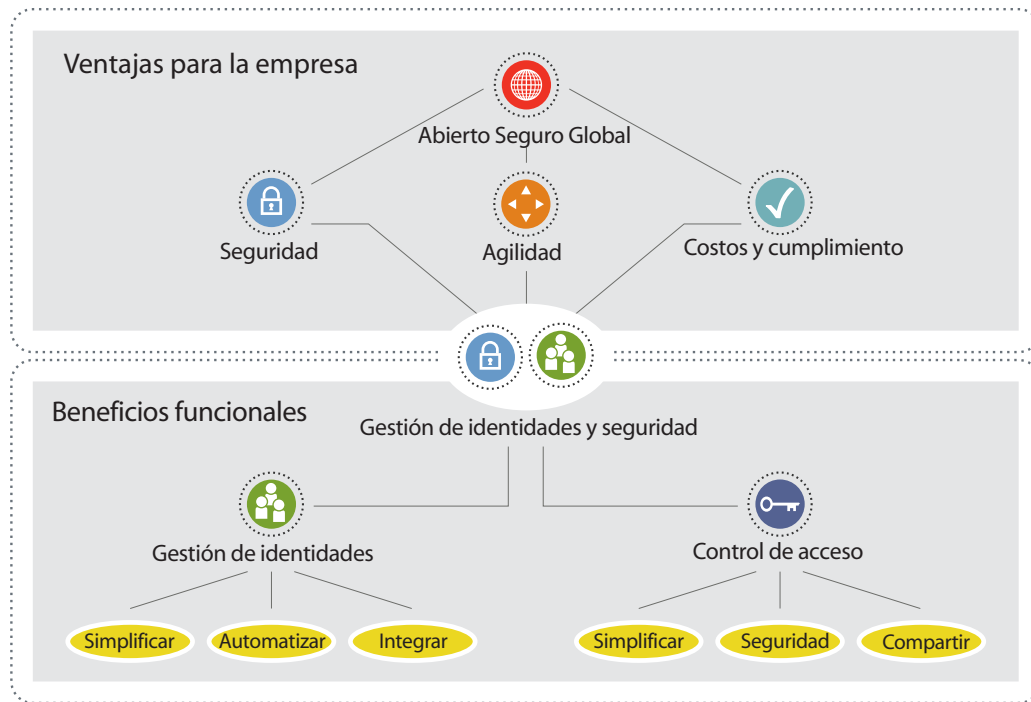 Ventajas para la empresa
Abierto Seguro Global
Seguridad
Agilidad
Costos y cumplimiento
Beneficios funcionales
Gestión de identidades y seguridad
Gestión de identidades
Control de acceso
Simplificar
Automatizar
Integrar
Simplificar
Seguridad
Compartir